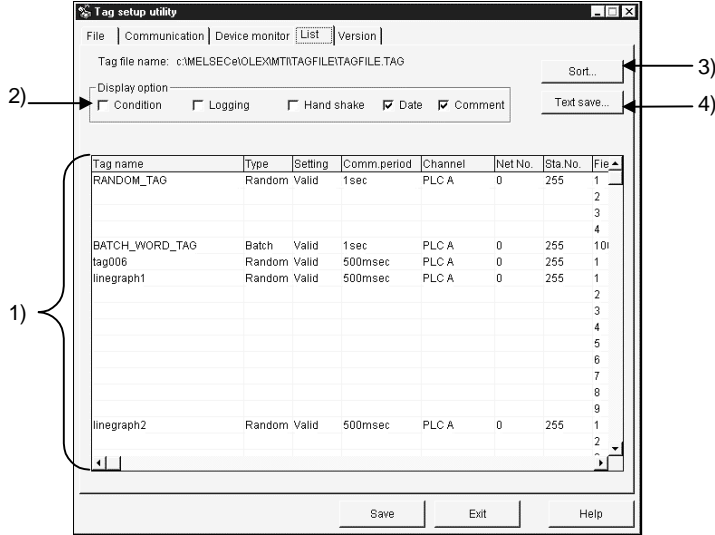 Tag setup utility
File Communication Device monitor List Version
Tag file name: c:\MELSECe\OLEX\MTI\TAGFILE\TAGFILE.TAG
Sort...
3)
Display option
2)
Condition Logging Hand shake Date Comment
Text save...
4)
Tag name Type Setting Comm.period Channel Net No. Sta.No. Fie
RANDOM_TAG Random Valid 1sec PLC A 0 255 1
2
3
4
BATCH_WORD_TAG Batch Valid 1sec PLC A 0 255 10
tag006 Random Valid 500msec PLC A 0 255 1
linegraph1 Random Valid 500msec PLC A 0 255 1
2
3
1)
4
5
6
7
8
9
linegraph2 Random Valid 500msec PLC A 0 255 1
2
Save Exit Help